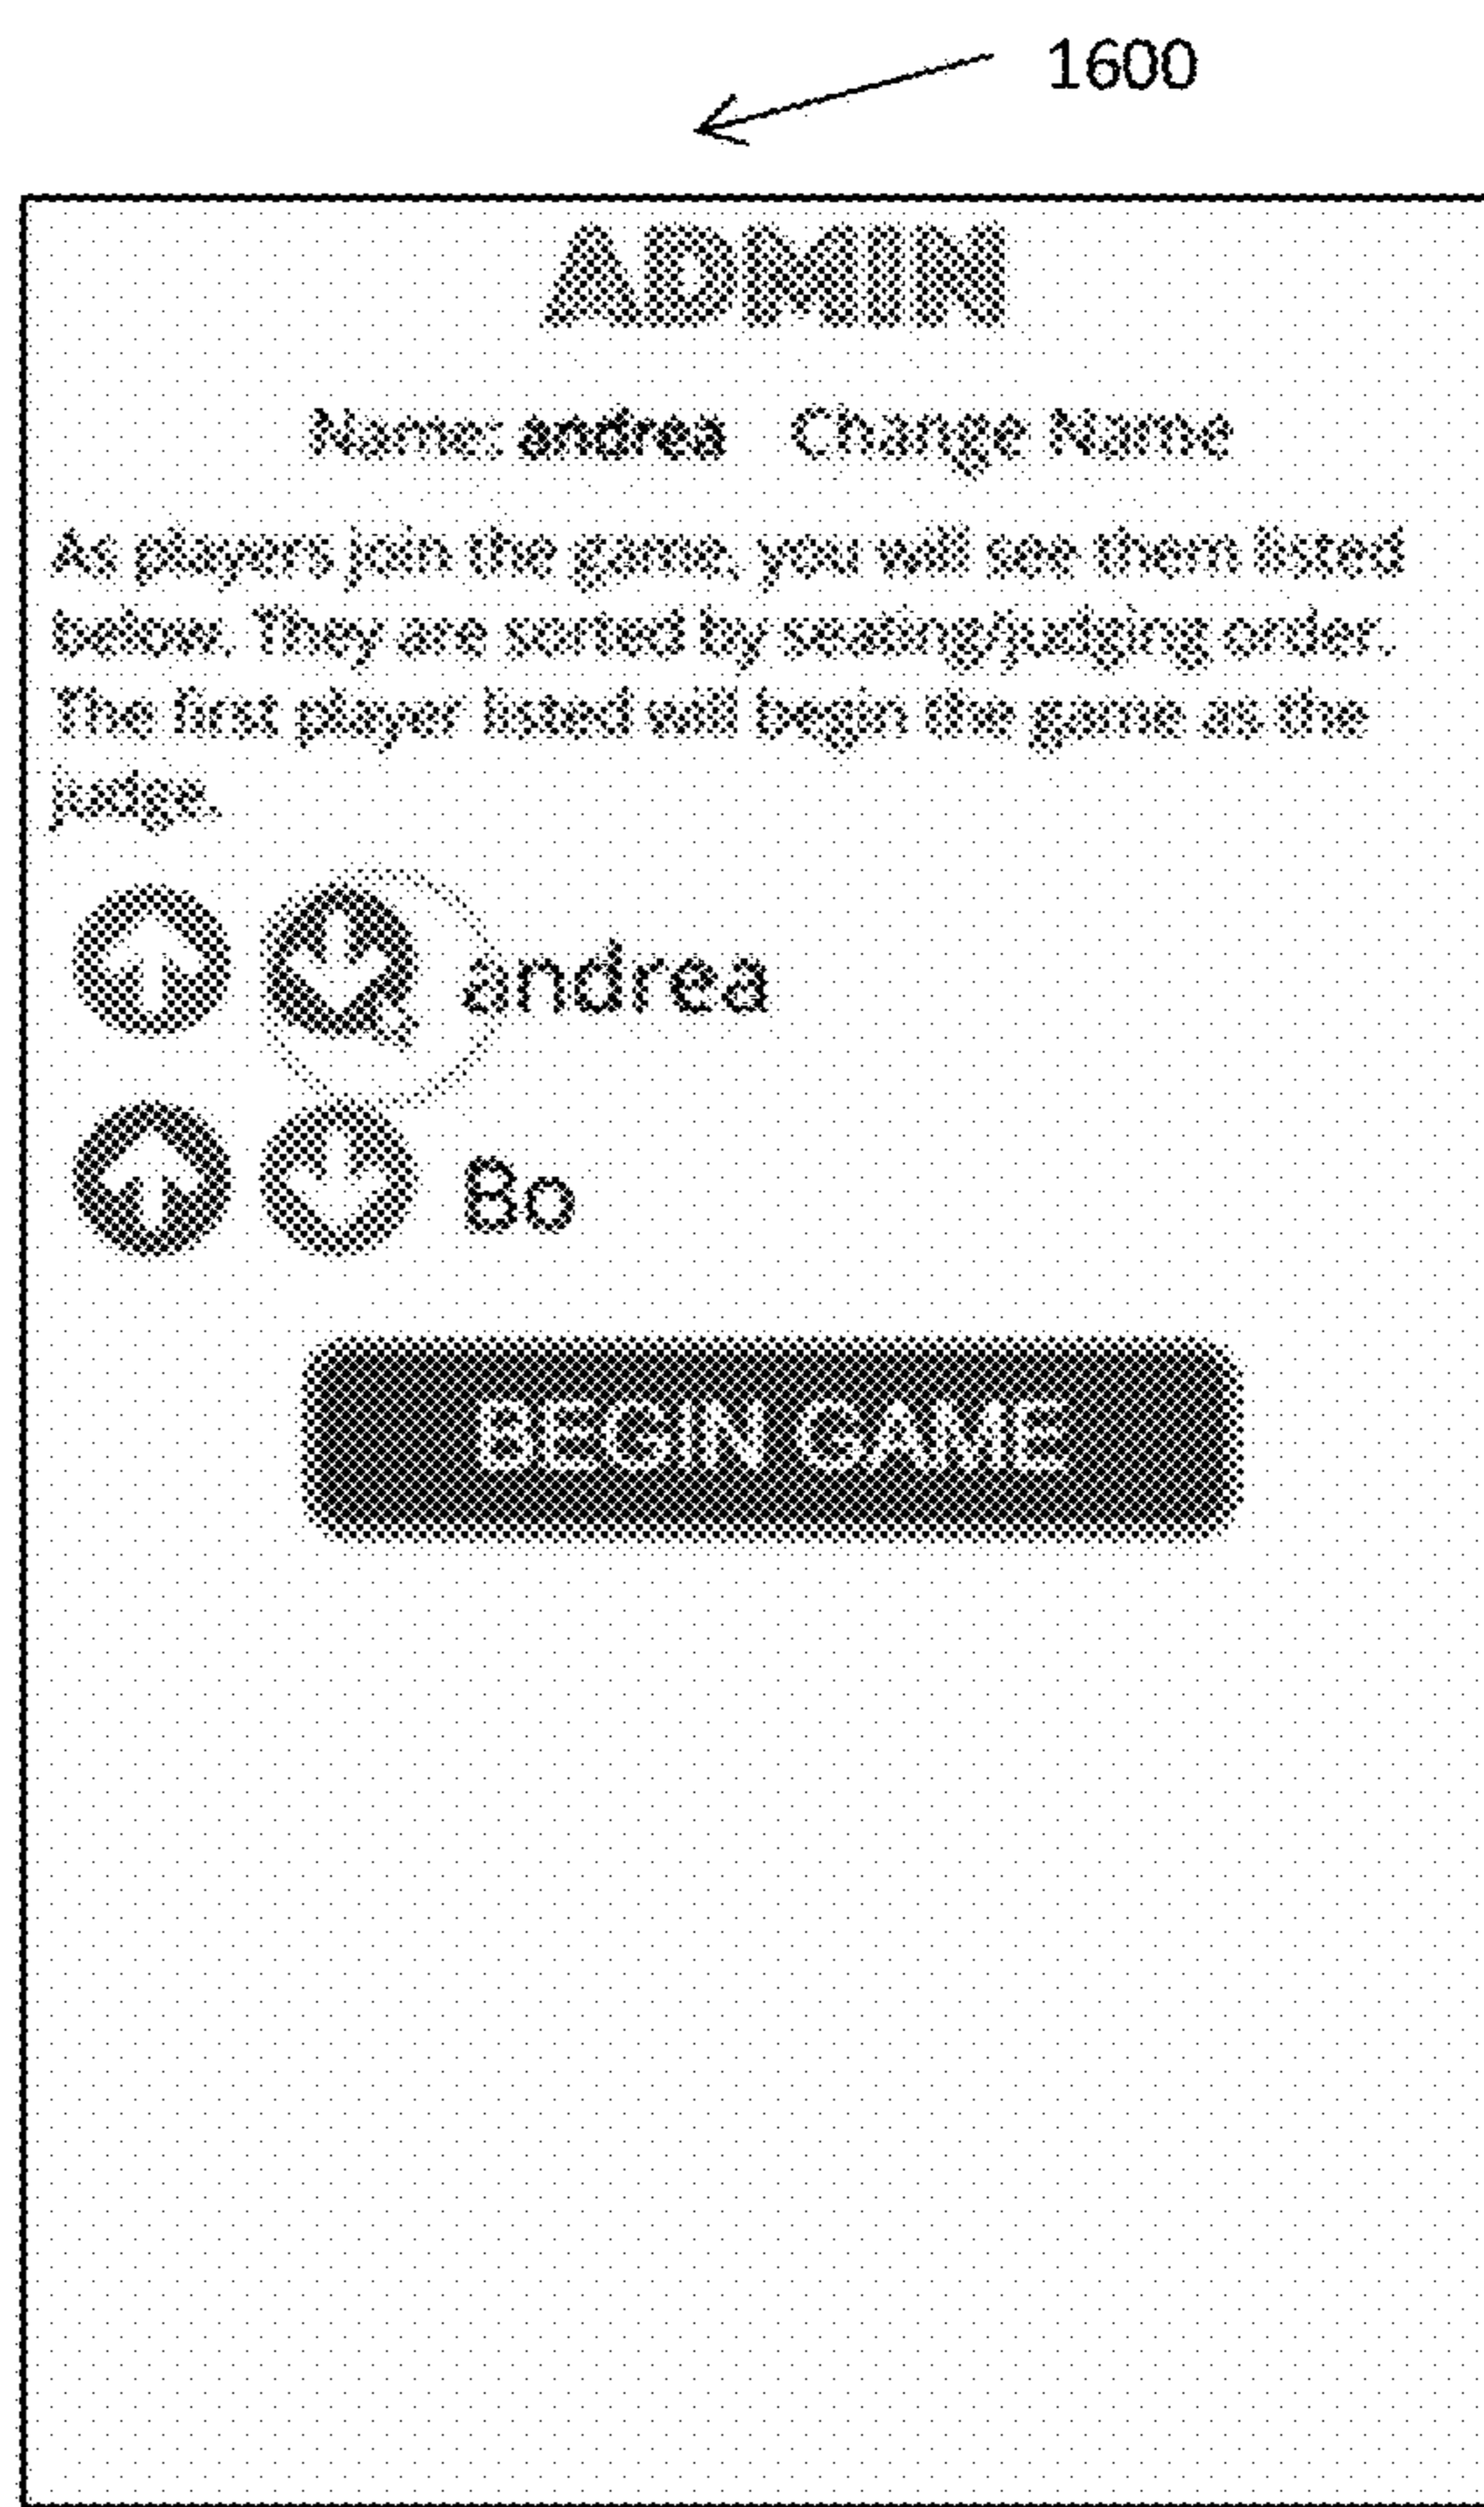 1600
ADMIN
Name: andrea Change Name
As players join the game, you will see them listed
below. They are sorted by seating/judging order.
The first player listed will begin the game as the
judge.
andrea
Bo
BEGIN GAME